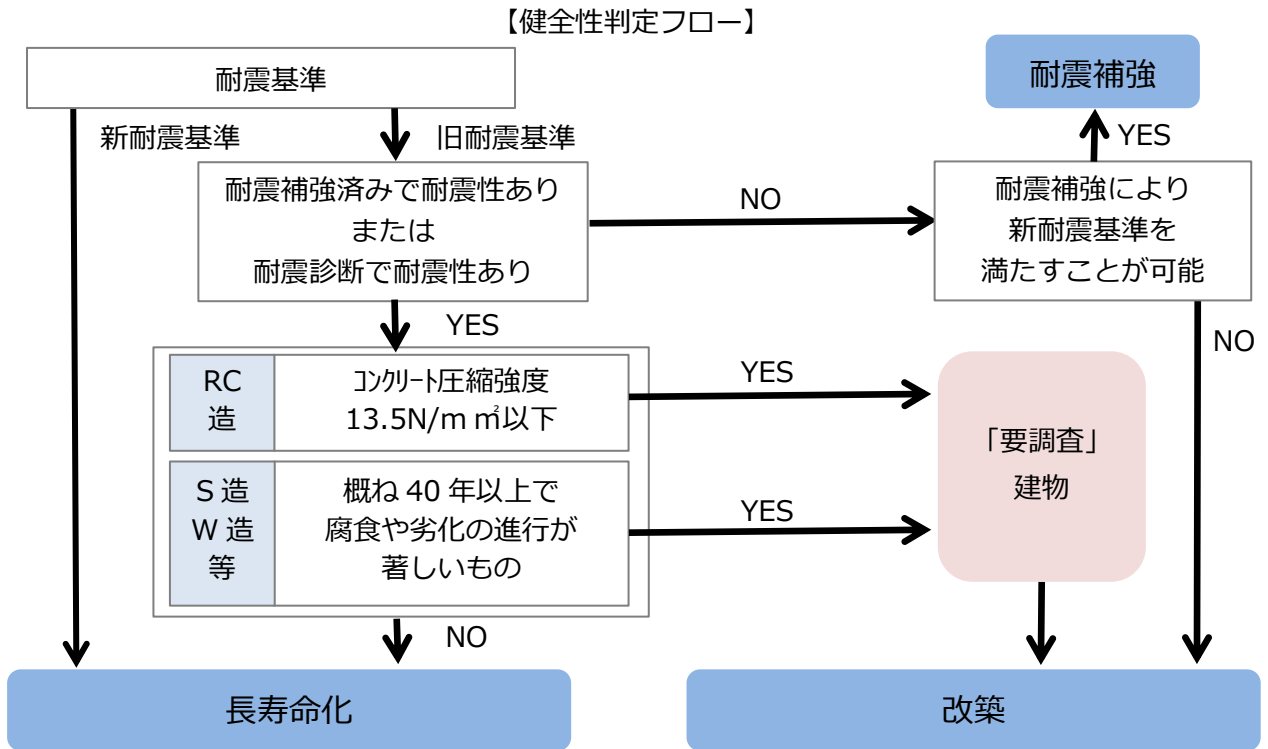 【健全性判定フロー】
耐震基準
耐震補強
新耐震基準
旧耐震基準
YES
耐震補強済みで耐震性あり
または
耐震診断で耐震性あり
NO
耐震補強により
新耐震基準を
満たすことが可能
YES
NO
RC
造
コンクリート圧縮強度
13.5N/m㎡以下
YES
S造
W造
等
概ね40年以上で
腐食や劣化の進行が
著しいもの
YES
「要調査」
建物
NO
長寿命化
改築